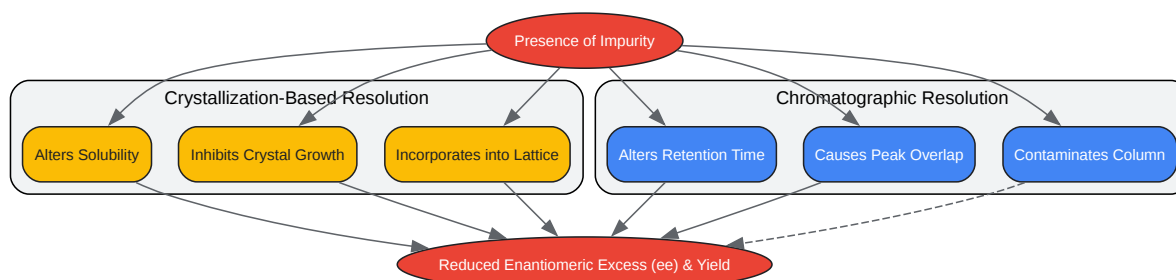 Presence of Impurity
Crystallization-Based Resolution
Chromatographic Resolution
Alters Solubility
Inhibits Crystal Growth
Incorporates into Lattice
Alters Retention Time
Causes Peak Overlap
Contaminates Column
Reduced Enantiomeric Excess (ee) & Yield